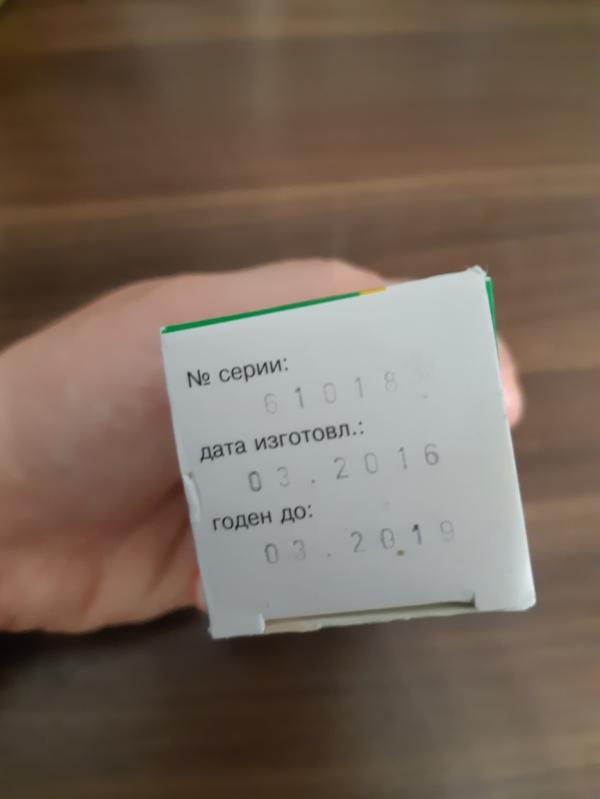 № серии:
61018
дата изготовл.:
03.2016
годен до:
03.2019